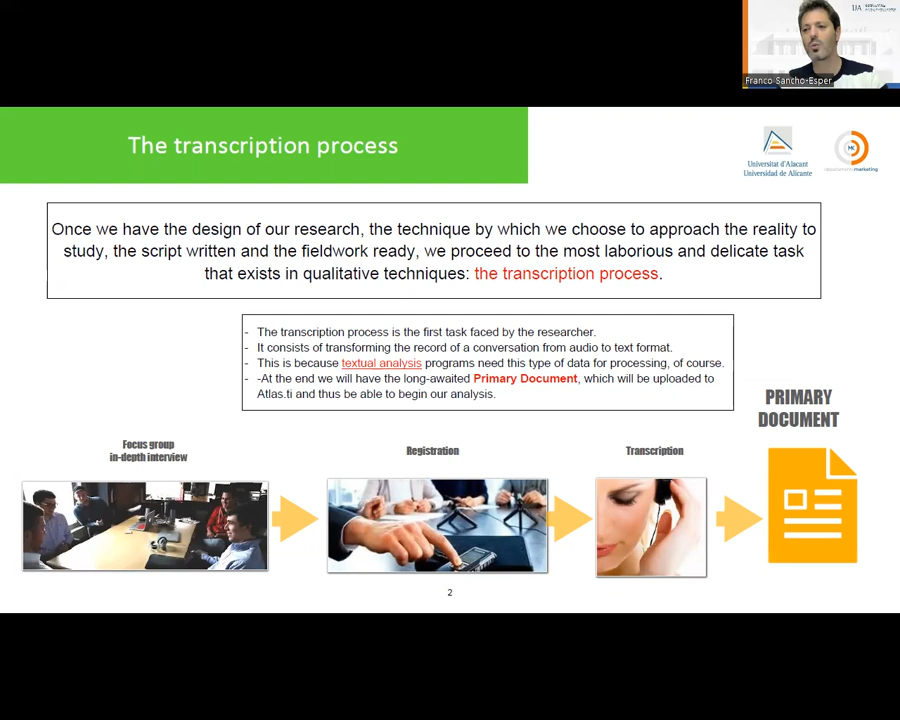 UA
Franco Sancho-Esper
The transcription process
Universitat d'Alacant
Universidad de Alicante
MK
departmentomarketing
Once we have the design of our research, the technique by which we choose to approach the reality to
study, the script written and the fieldwork ready, we proceed to the most laborious and delicate task
that exists in qualitative techniques: the transcription process.
- The transcription process is the first task faced by the researcher.
- It consists of transforming the record of a conversation from audio to text format.
- This is because textual analysis programs need this type of data for processing, of course.
- -At the end we will have the long-awaited Primary Document, which will be uploaded to
Atlas.ti and thus be able to begin our analysis.
PRIMARY
DOCUMENT
Focus group
in-depth interview
Registration
Transcription
2